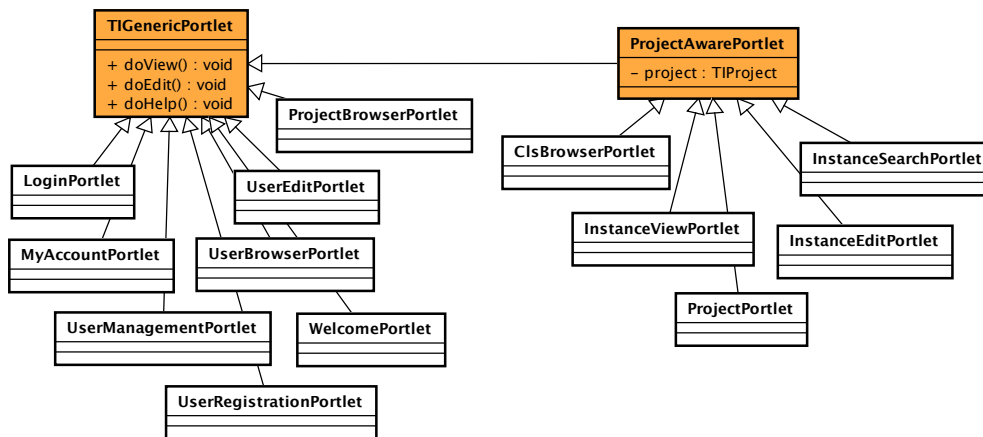 TIGenericPortlet
+ doView() : void
+ doEdit() : void
+ doHelp() : void
ProjectAwarePortlet
– project : TIProject
ProjectBrowserPortlet
ClsBrowserPortlet
InstanceSearchPortlet
LoginPortlet
UserEditPortlet
InstanceViewPortlet
InstanceEditPortlet
MyAccountPortlet
UserBrowserPortlet
ProjectPortlet
UserManagementPortlet
WelcomePortlet
UserRegistrationPortlet